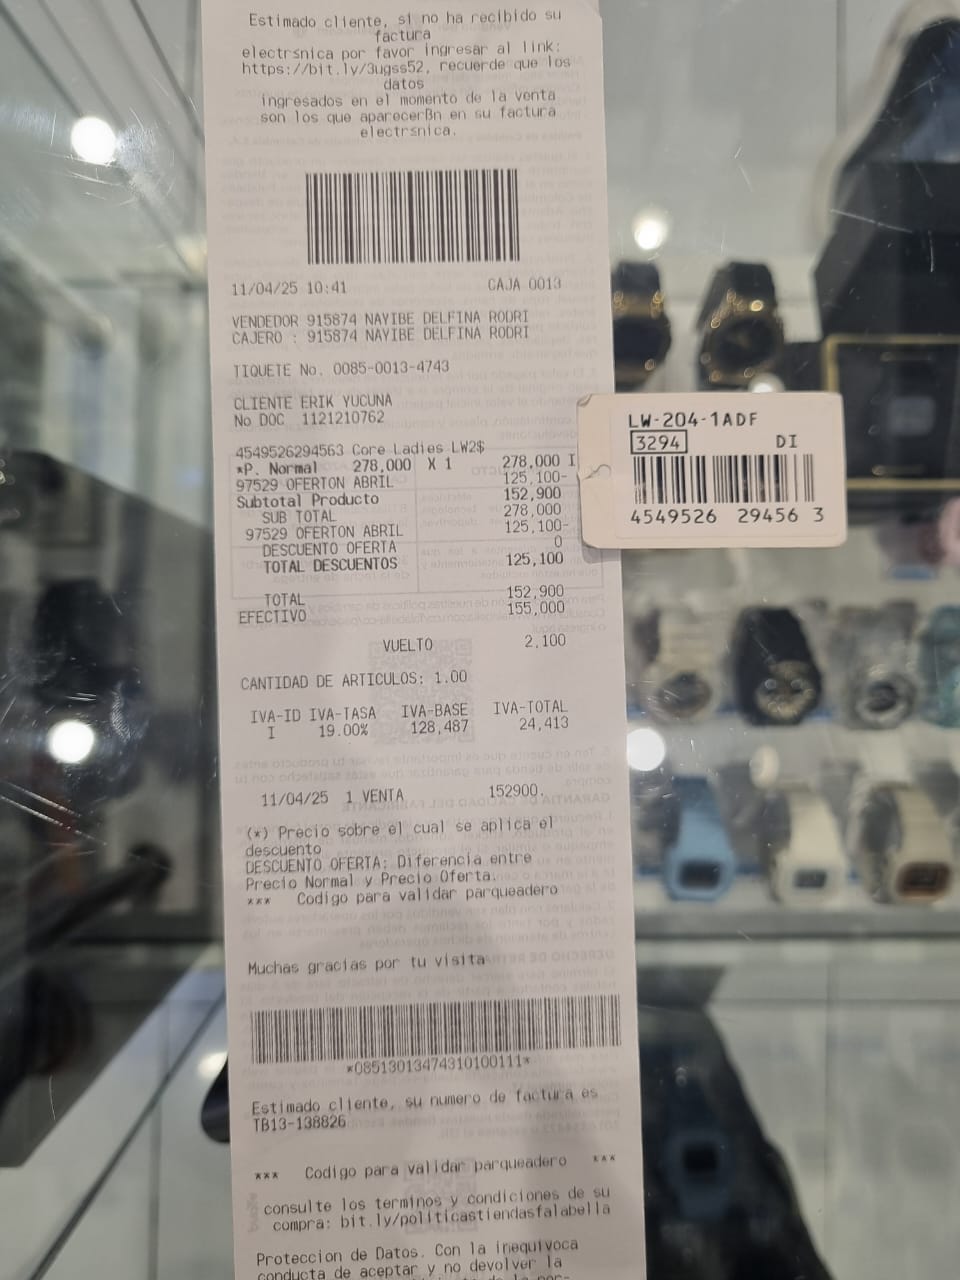 Estimado cliente, si no ha recibido su
factura
electrsnica por favor ingresar al link:
https://bit.ly/3ugss52, recuerde que los
datos
ingresados en el momento de la venta
son los que aparecerßn en su factura
electrsnica.
11/04/25 10:41 CAJA 0013
VENDEDOR 915874 NAYIBE DELFINA RODRI
CAJERO : 915874 NAYIBE DELFINA RODRI
TIQUETE No. 0085-0013-4743
CLIENTE ERIK YUCUNA
No DOC 1121210762
4549526294563 Core Ladies LW2$
*P. Normal 278,000 X 1 278,000 I
97529 OFERTON ABRIL 125,100-
Subtotal Producto 152,900
SUB TOTAL 278,000
97529 OFERTON ABRIL 125,100-
DESCUENTO OFERTA 0
TOTAL DESCUENTOS 125,100
TOTAL 152,900
EFECTIVO 155,000
VUELTO 2,100
CANTIDAD DE ARTICULOS: 1.00
IVA-ID IVA-TASA IVA-BASE IVA-TOTAL
I 19.00% 128,487 24,413
11/04/25 1 VENTA 152900.
(*) Precio sobre el cual se aplica el
descuento
DESCUENTO OFERTA: Diferencia entre
Precio Normal y Precio Oferta.
*** Codigo para validar parqueadero
Muchas gracias por tu visita
*08513013474310100111*
Estimado cliente, su numero de factura es
TB13-138826
*** Codigo para validar parqueadero ***
consulte los terminos y condiciones de su
compra: bit.ly/politicastiendasfalabella
Proteccion de Datos. Con la inequivoca
conducta de aceptar y no devolver la
LW-204-1ADF
3294 DI
4549526 29456 3